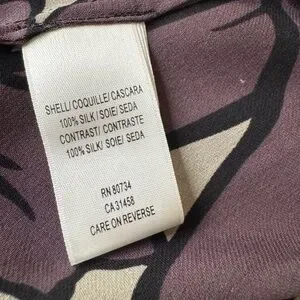 SHELL/ COQUILLE/ CASCARA
100% SILK/ SOIE/ SEDA
CONTRAST/ CONTRASTE
100% SILK/ SOIE/ SEDA
RN 80734
CA 31458
CARE ON REVERSE